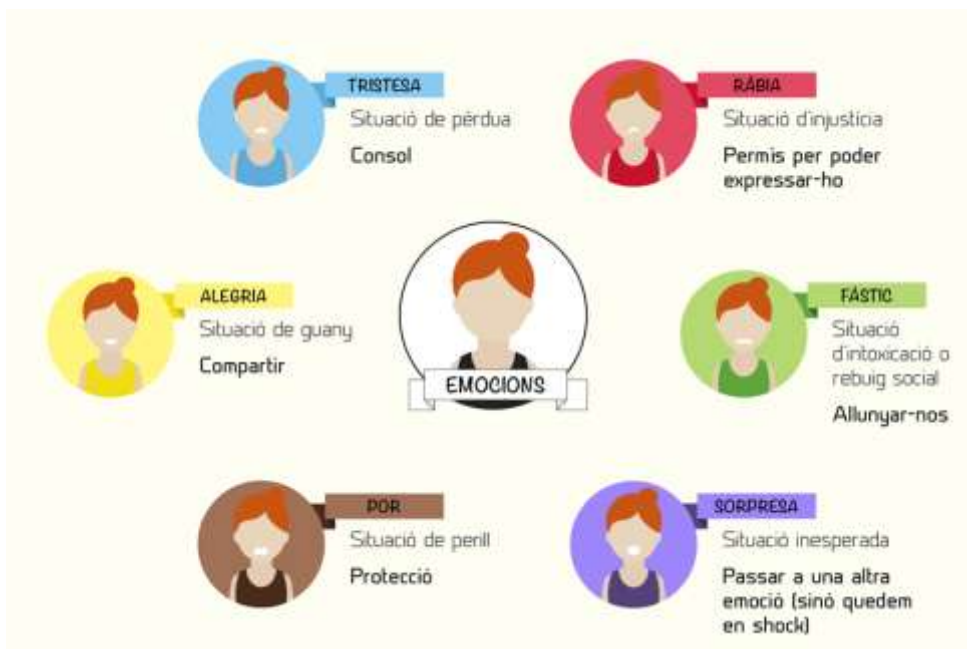 TRISTESA
Situació de pèrdua
Consol
RÀBIA
Situació d'injustícia
Permís per poder
expressar-ho
ALEGRIA
Situació de guany
Compartir
EMOCIONS
FÀSTIC
Situació
d'intoxicació o
rebuig social
Allunyar-nos
POR
Situació de perill
Protecció
SORPRESA
Situació inesperada
Passar a una altra
emoció (sinó quedem
en shock)